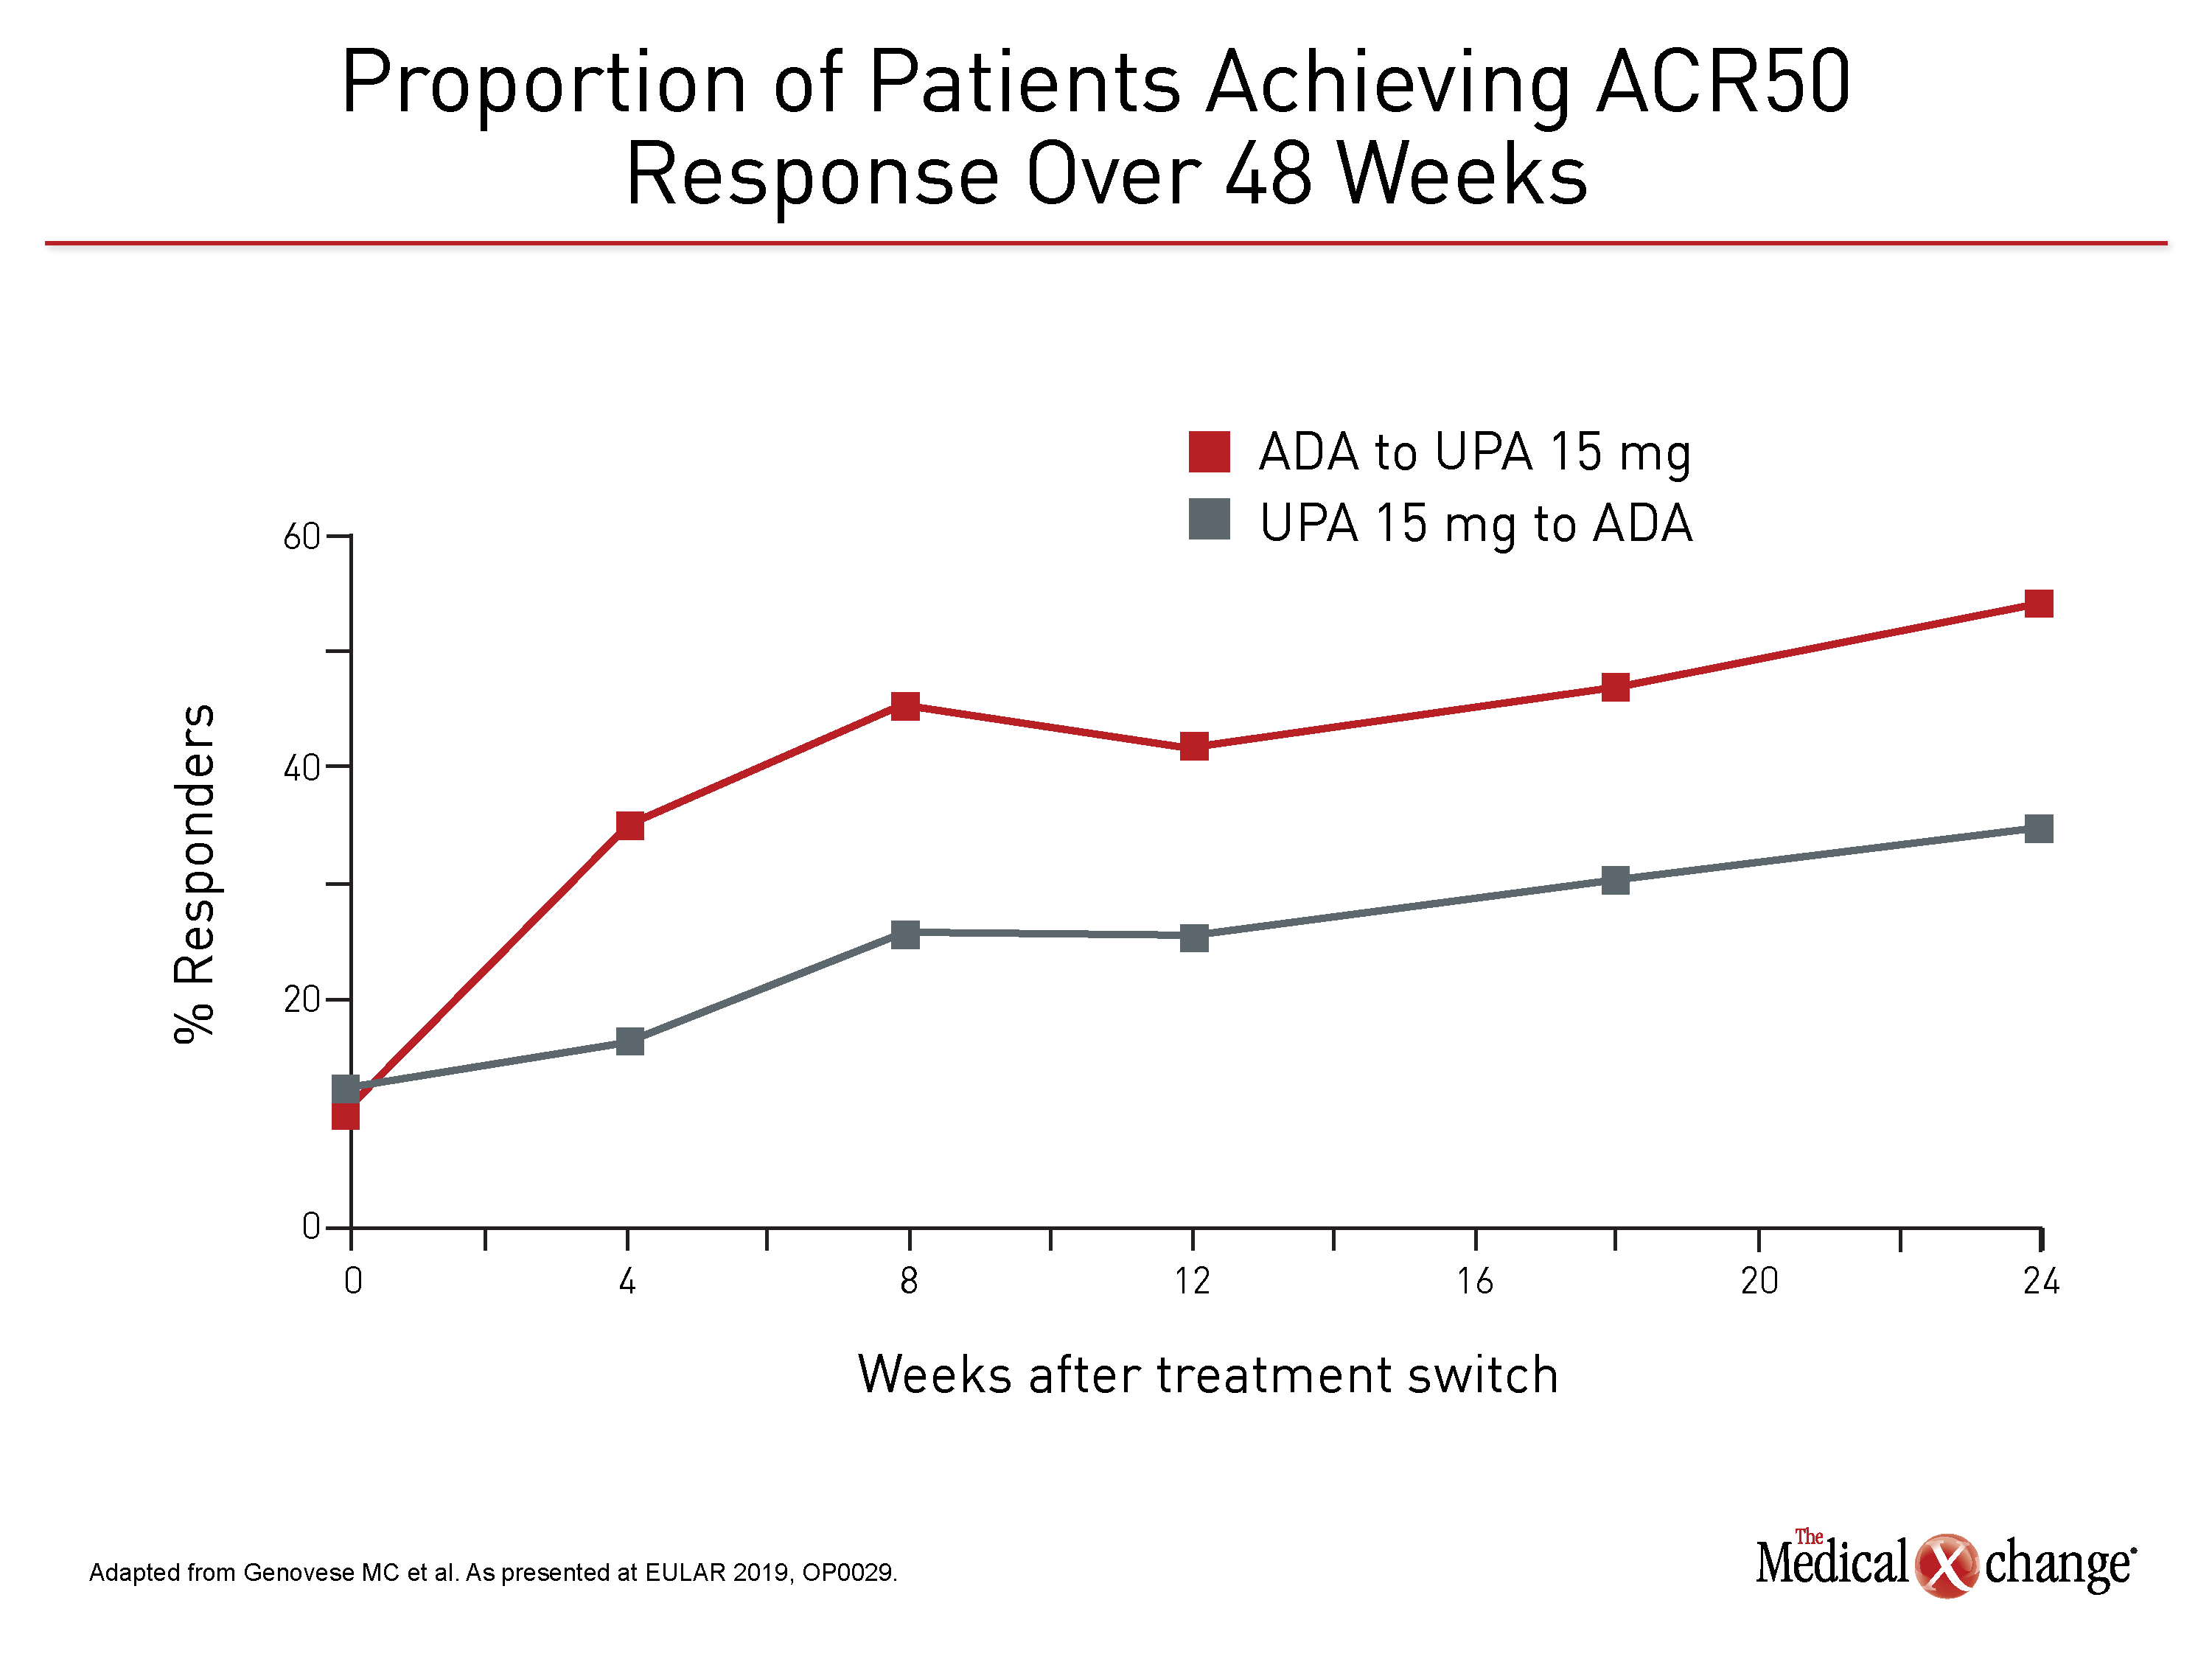 Proportion of Patients Achieving ACR50
Response Over 48 Weeks
ADA to UPA 15 mg
UPA 15 mg to ADA
% Responders
60
40
20
0
0 4 8 12 16 20 24
Weeks after treatment switch
Adapted from Genovese MC et al. As presented at EULAR 2019, OP0029.
The
Medical X change